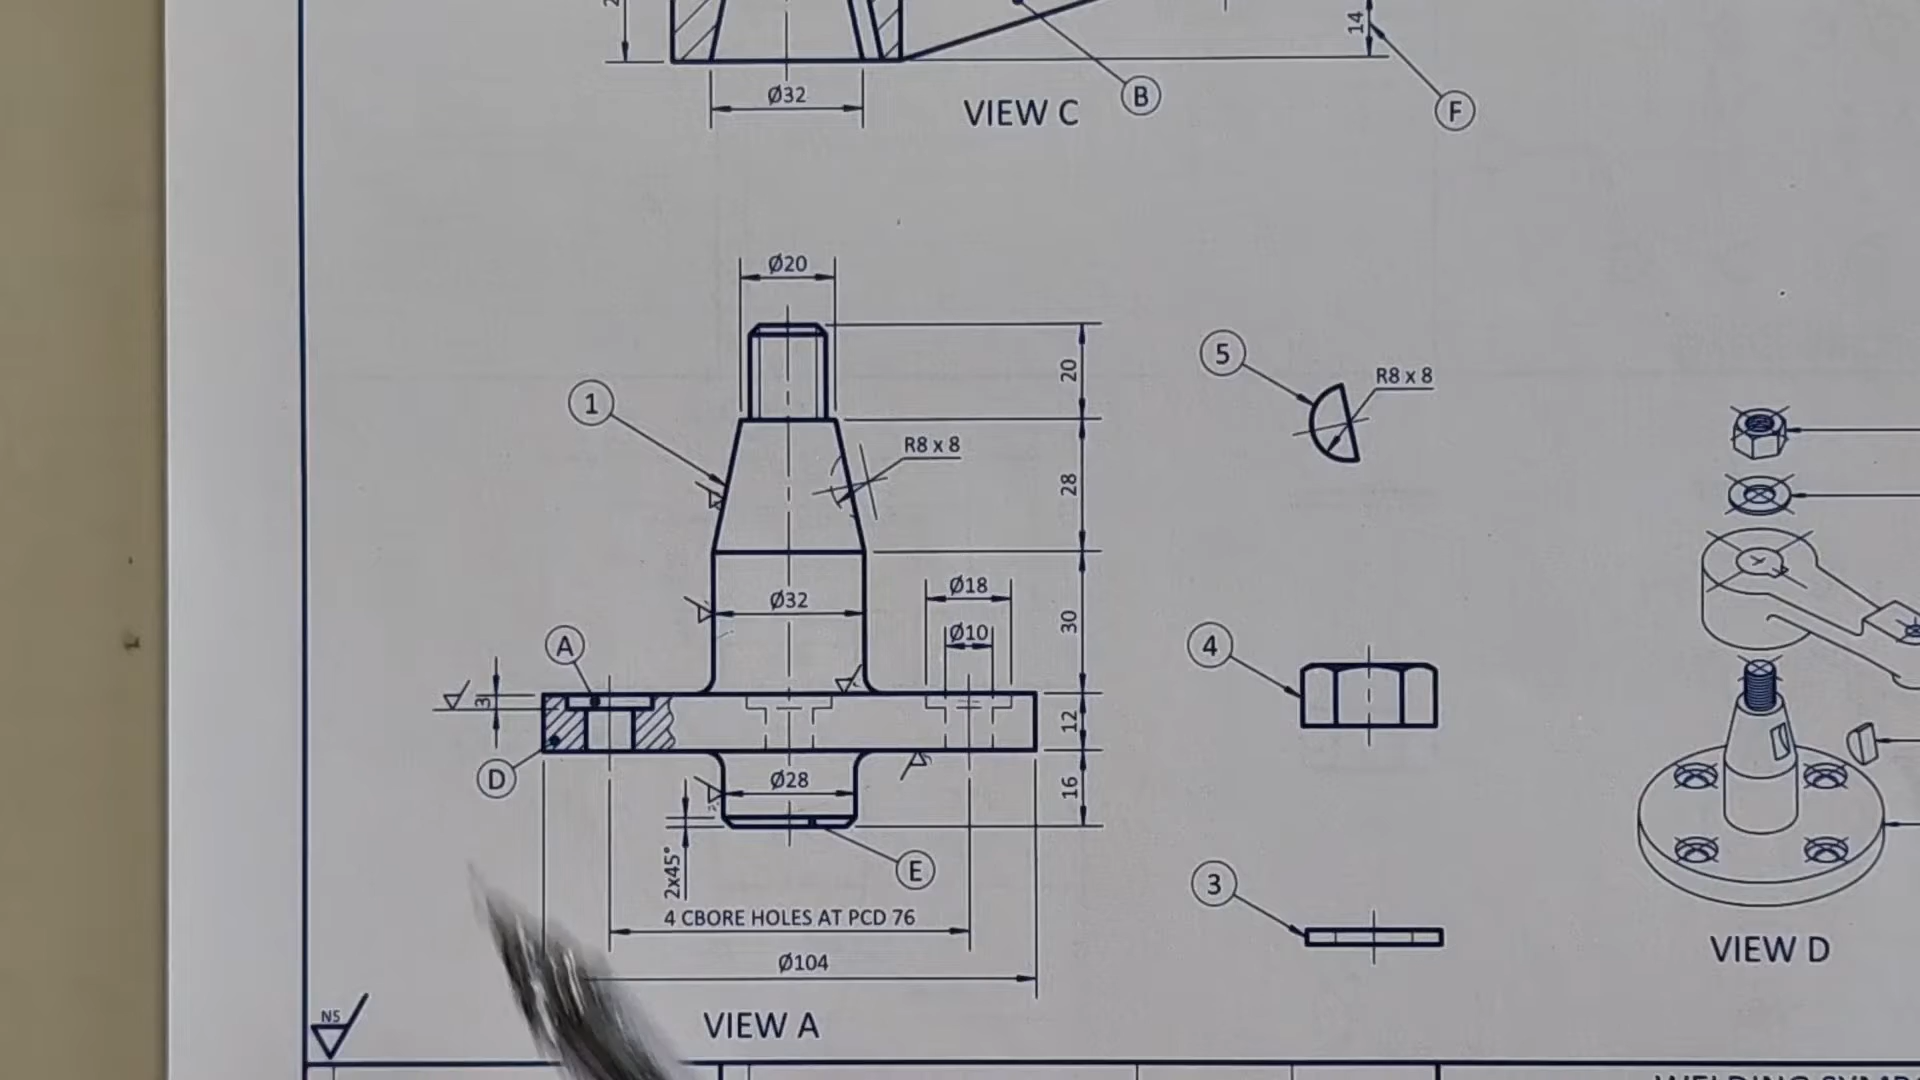 14
Ø32
VIEW C
B
F
Ø20
20
5
R8 x 8
1
R8 x 8
28
Ø18
Ø32
Ø10
30
A
4
3
12
D
Ø28
16
2x45°
E
3
4 CBORE HOLES AT PCD 76
Ø104
VIEW D
N5
VIEW A